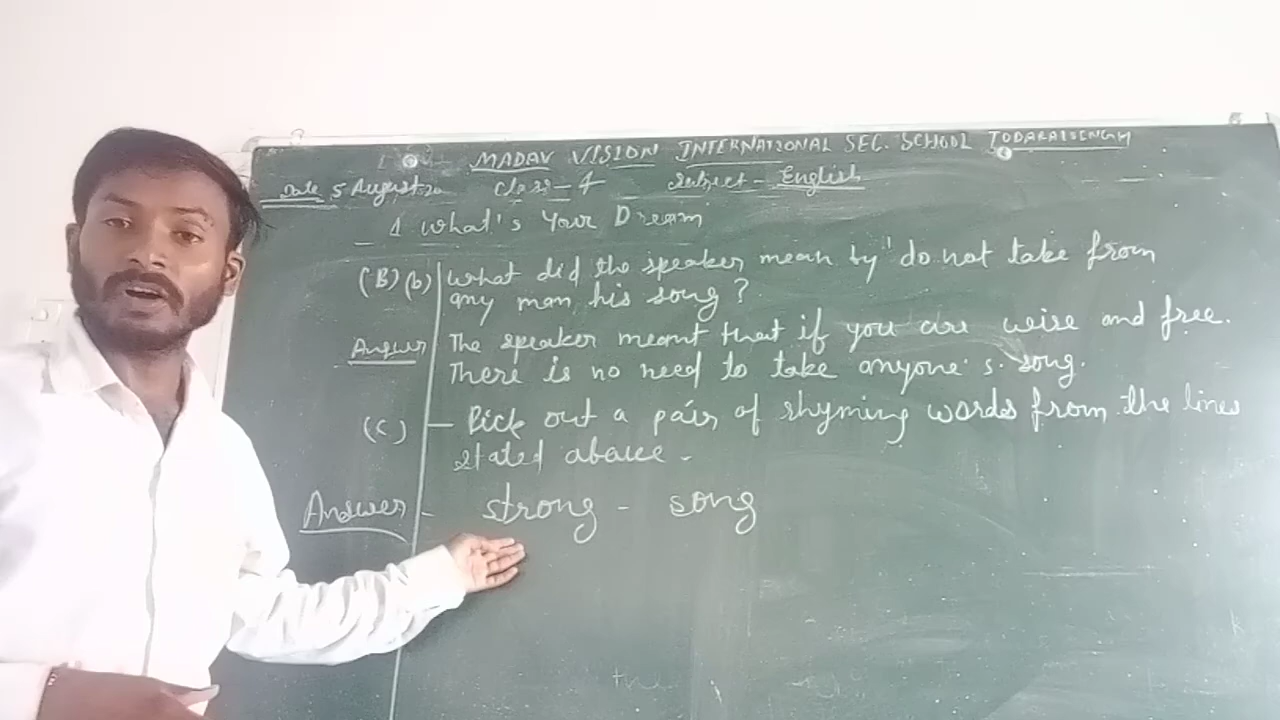 MADAV VISION INTERNATIONAL SEC. SCHOOL TODARAISINGH
Date 5 August 20 Class - 4 Subject - English
1 What's Your Dream
(B) (b) What did the speaker mean by "do not take from
any man his song?
Answer The speaker meant that if you are wise and free.
There is no need to take anyone's song.
(c) - Pick out a pair of rhyming words from the lines
stated above -
Answer - strong - song